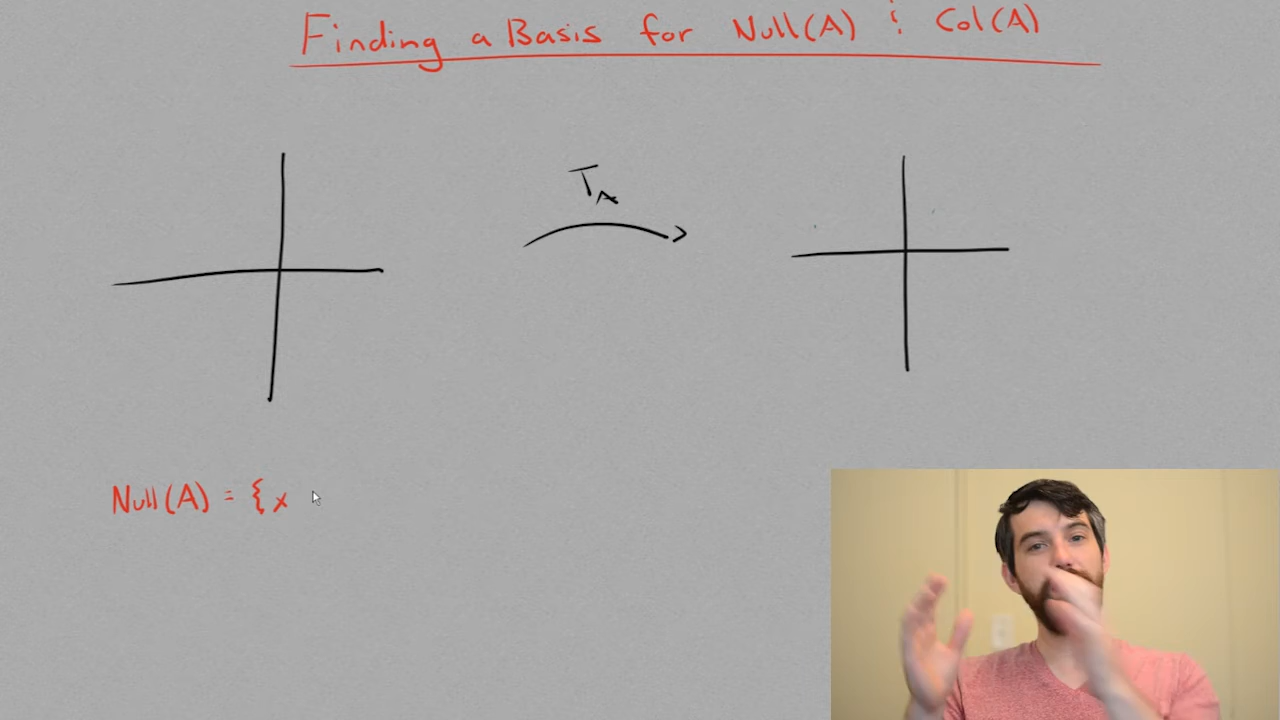 Finding a Basis for Null(A) & Col(A)
T_A
Null(A) = { x